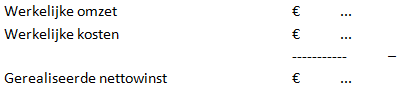 Werkelijke omzet € ...
Werkelijke kosten € ...
----------- –
Gerealiseerde nettowinst € ...